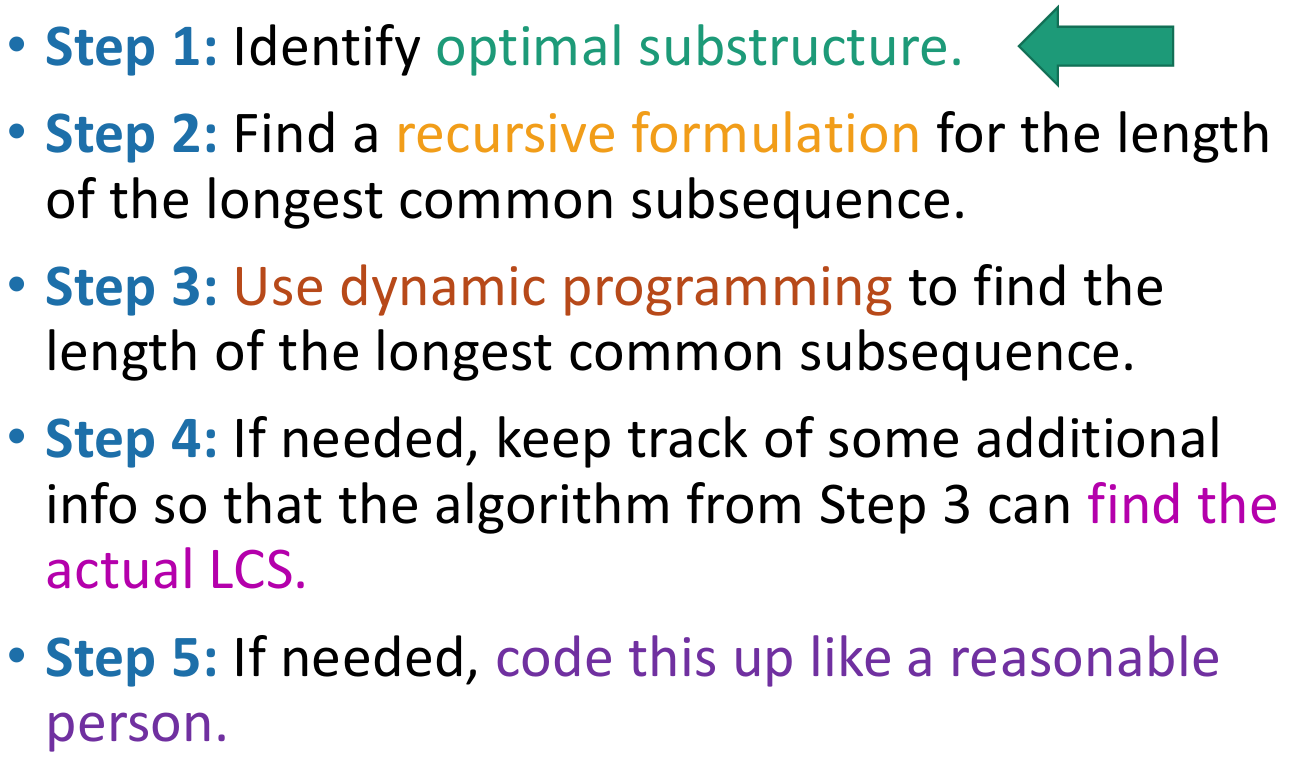 • Step 1: Identify optimal substructure.
• Step 2: Find a recursive formulation for the length
of the longest common subsequence.
• Step 3: Use dynamic programming to find the
length of the longest common subsequence.
• Step 4: If needed, keep track of some additional
info so that the algorithm from Step 3 can find the
actual LCS.
• Step 5: If needed, code this up like a reasonable
person.